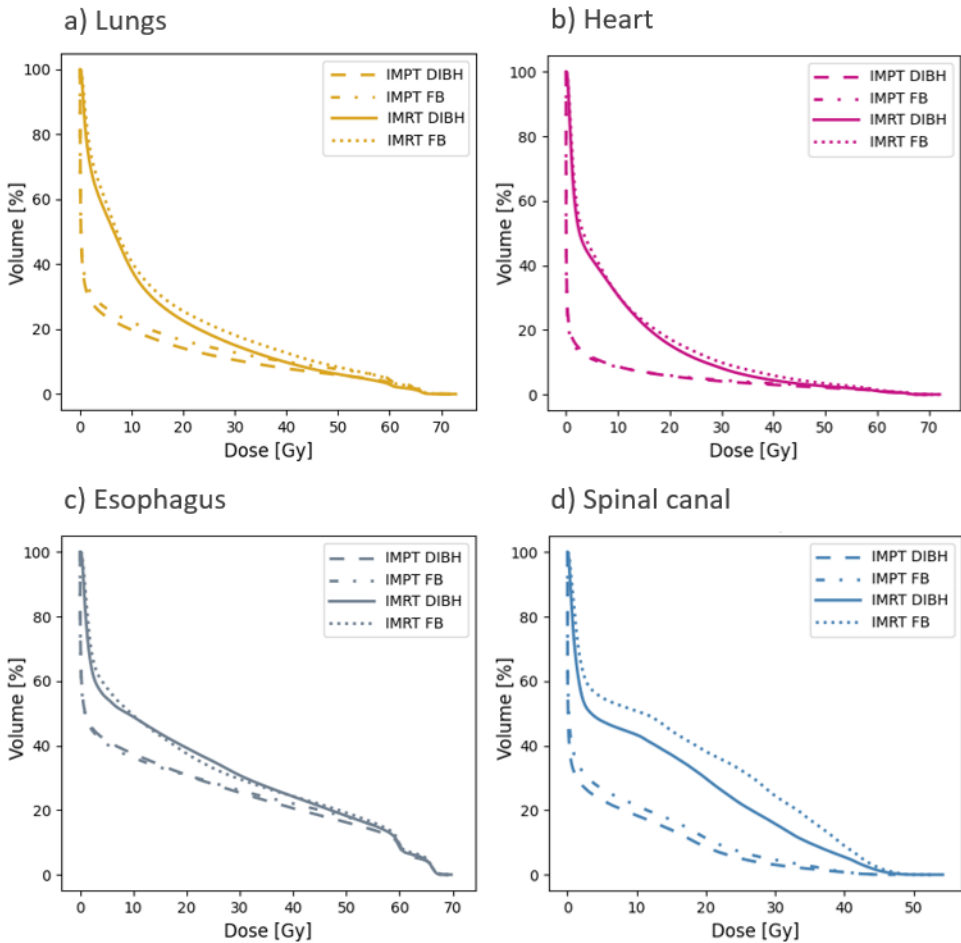 a) Lungs
b) Heart
IMPT DIBH
IMPT FB
IMRT DIBH
IMRT FB
Volume [%]
100
80
60
40
20
0
0 10 20 30 40 50 60 70
Dose [Gy]
IMPT DIBH
IMPT FB
IMRT DIBH
IMRT FB
Volume [%]
100
80
60
40
20
0
0 10 20 30 40 50 60 70
Dose [Gy]
c) Esophagus
d) Spinal canal
IMPT DIBH
IMPT FB
IMRT DIBH
IMRT FB
Volume [%]
100
80
60
40
20
0
0 10 20 30 40 50 60 70
Dose [Gy]
IMPT DIBH
IMPT FB
IMRT DIBH
IMRT FB
Volume [%]
100
80
60
40
20
0
0 10 20 30 40 50
Dose [Gy]